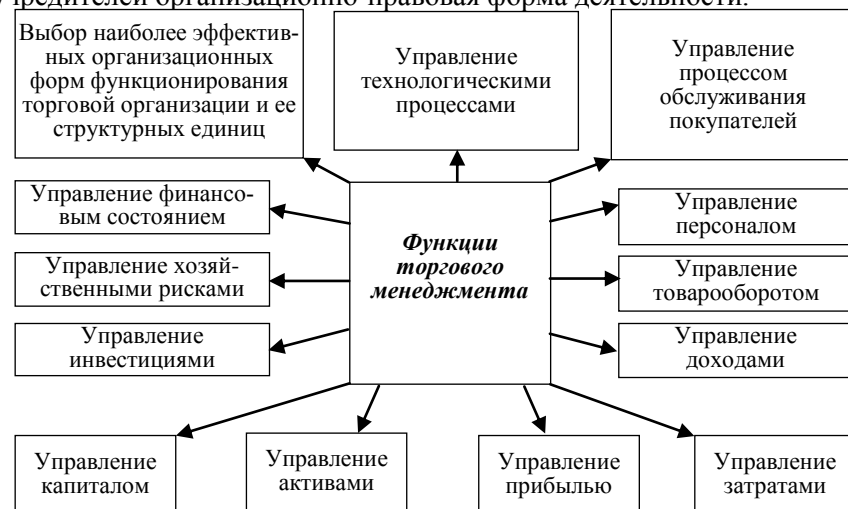 учредителей организационно-правовая форма деятельности.
Выбор наиболее эффектив-
ных организационных
форм функционирования
торговой организации и ее
структурных единиц
Управление
технологическими
процессами
Управление
процессом
обслуживания
покупателей
Управление финансо-
вым состоянием
Управление хозяй-
ственными рисками
Управление
инвестициями
Функции
торгового
менеджмента
Управление
персоналом
Управление
товарооборотом
Управление
доходами
Управление
капиталом
Управление
активами
Управление
прибылью
Управление
затратами